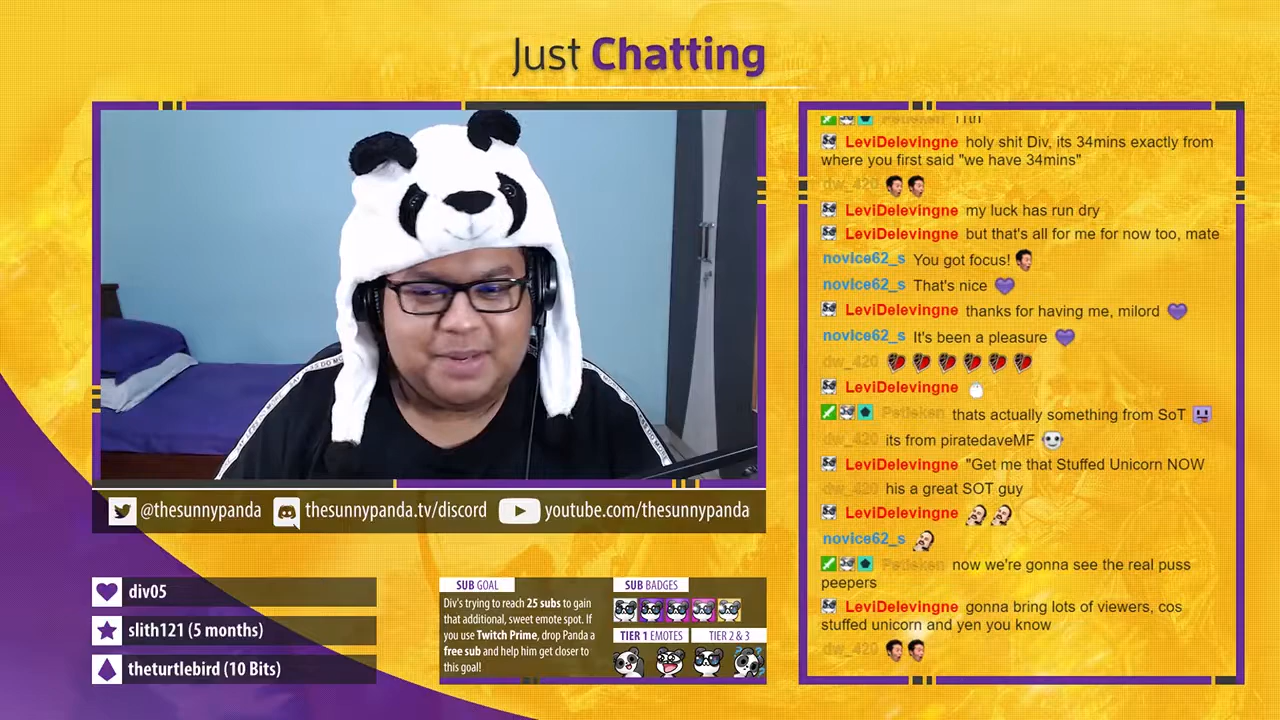 Just Chatting
Petieken
LeviDelevingne holy shit Div, its 34mins exactly from
where you first said "we have 34mins"
dw_420
LeviDelevingne my luck has run dry
LeviDelevingne but that's all for me for now too, mate
novice62_s You got focus!
novice62_s That's nice
LeviDelevingne thanks for having me, milord
novice62_s It's been a pleasure
dw_420
LeviDelevingne
Petieken thats actually something from SoT
dw_420 its from piratedaveMF
LeviDelevingne "Get me that Stuffed Unicorn NOW
dw_420 his a great SOT guy
LeviDelevingne
novice62_s
Petieken now we're gonna see the real puss
peepers
LeviDelevingne gonna bring lots of viewers, cos
stuffed unicorn and yen you know
dw_420
@thesunnypanda
thesunnypanda.tv/discord
youtube.com/thesunnypanda
div05
slith121 (5 months)
theturtlebird (10 Bits)
SUB GOAL
Div's trying to reach 25 subs to gain
that additional, sweet emote spot. If
you use Twitch Prime, drop Panda a
free sub and help him get closer to
this goal!
SUB BADGES
TIER 1 EMOTES
TIER 2 & 3